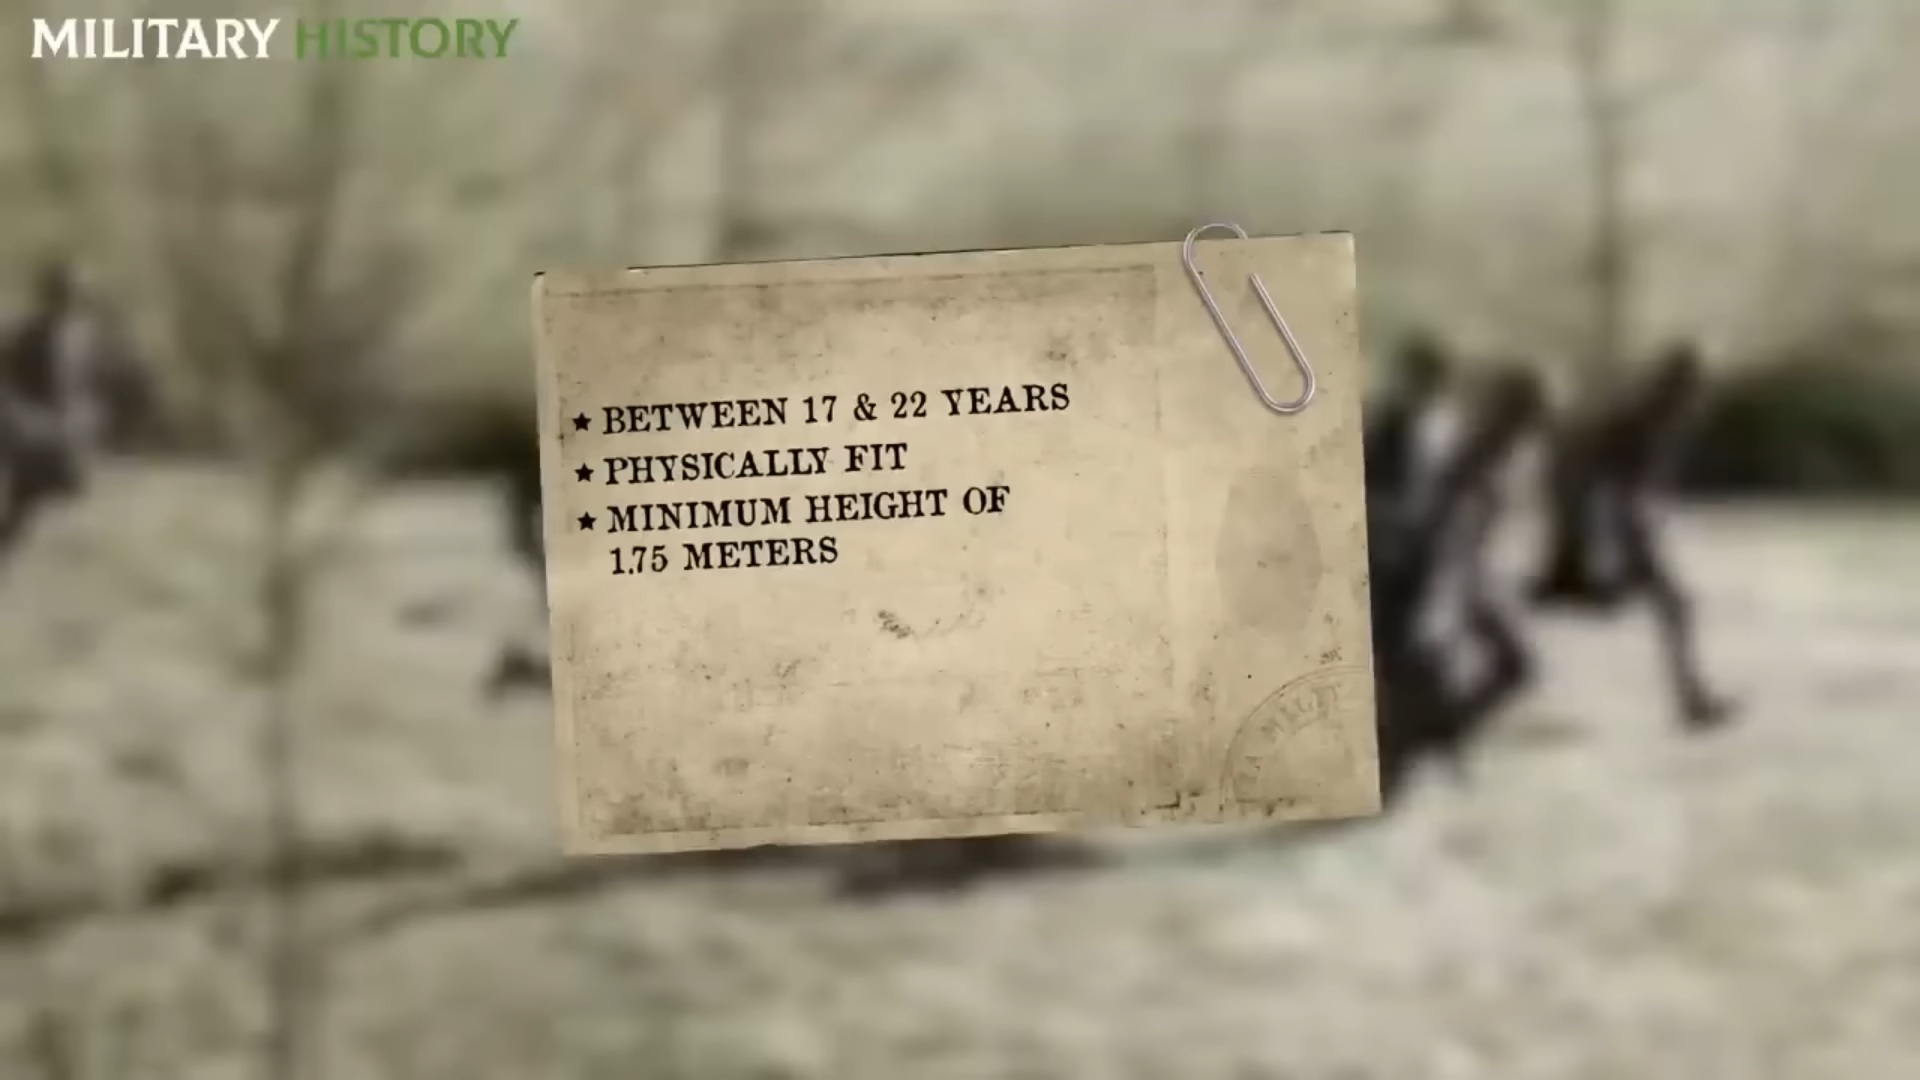 MILITARY HISTORY
★ BETWEEN 17 & 22 YEARS
★ PHYSICALLY FIT
★ MINIMUM HEIGHT OF
1.75 METERS